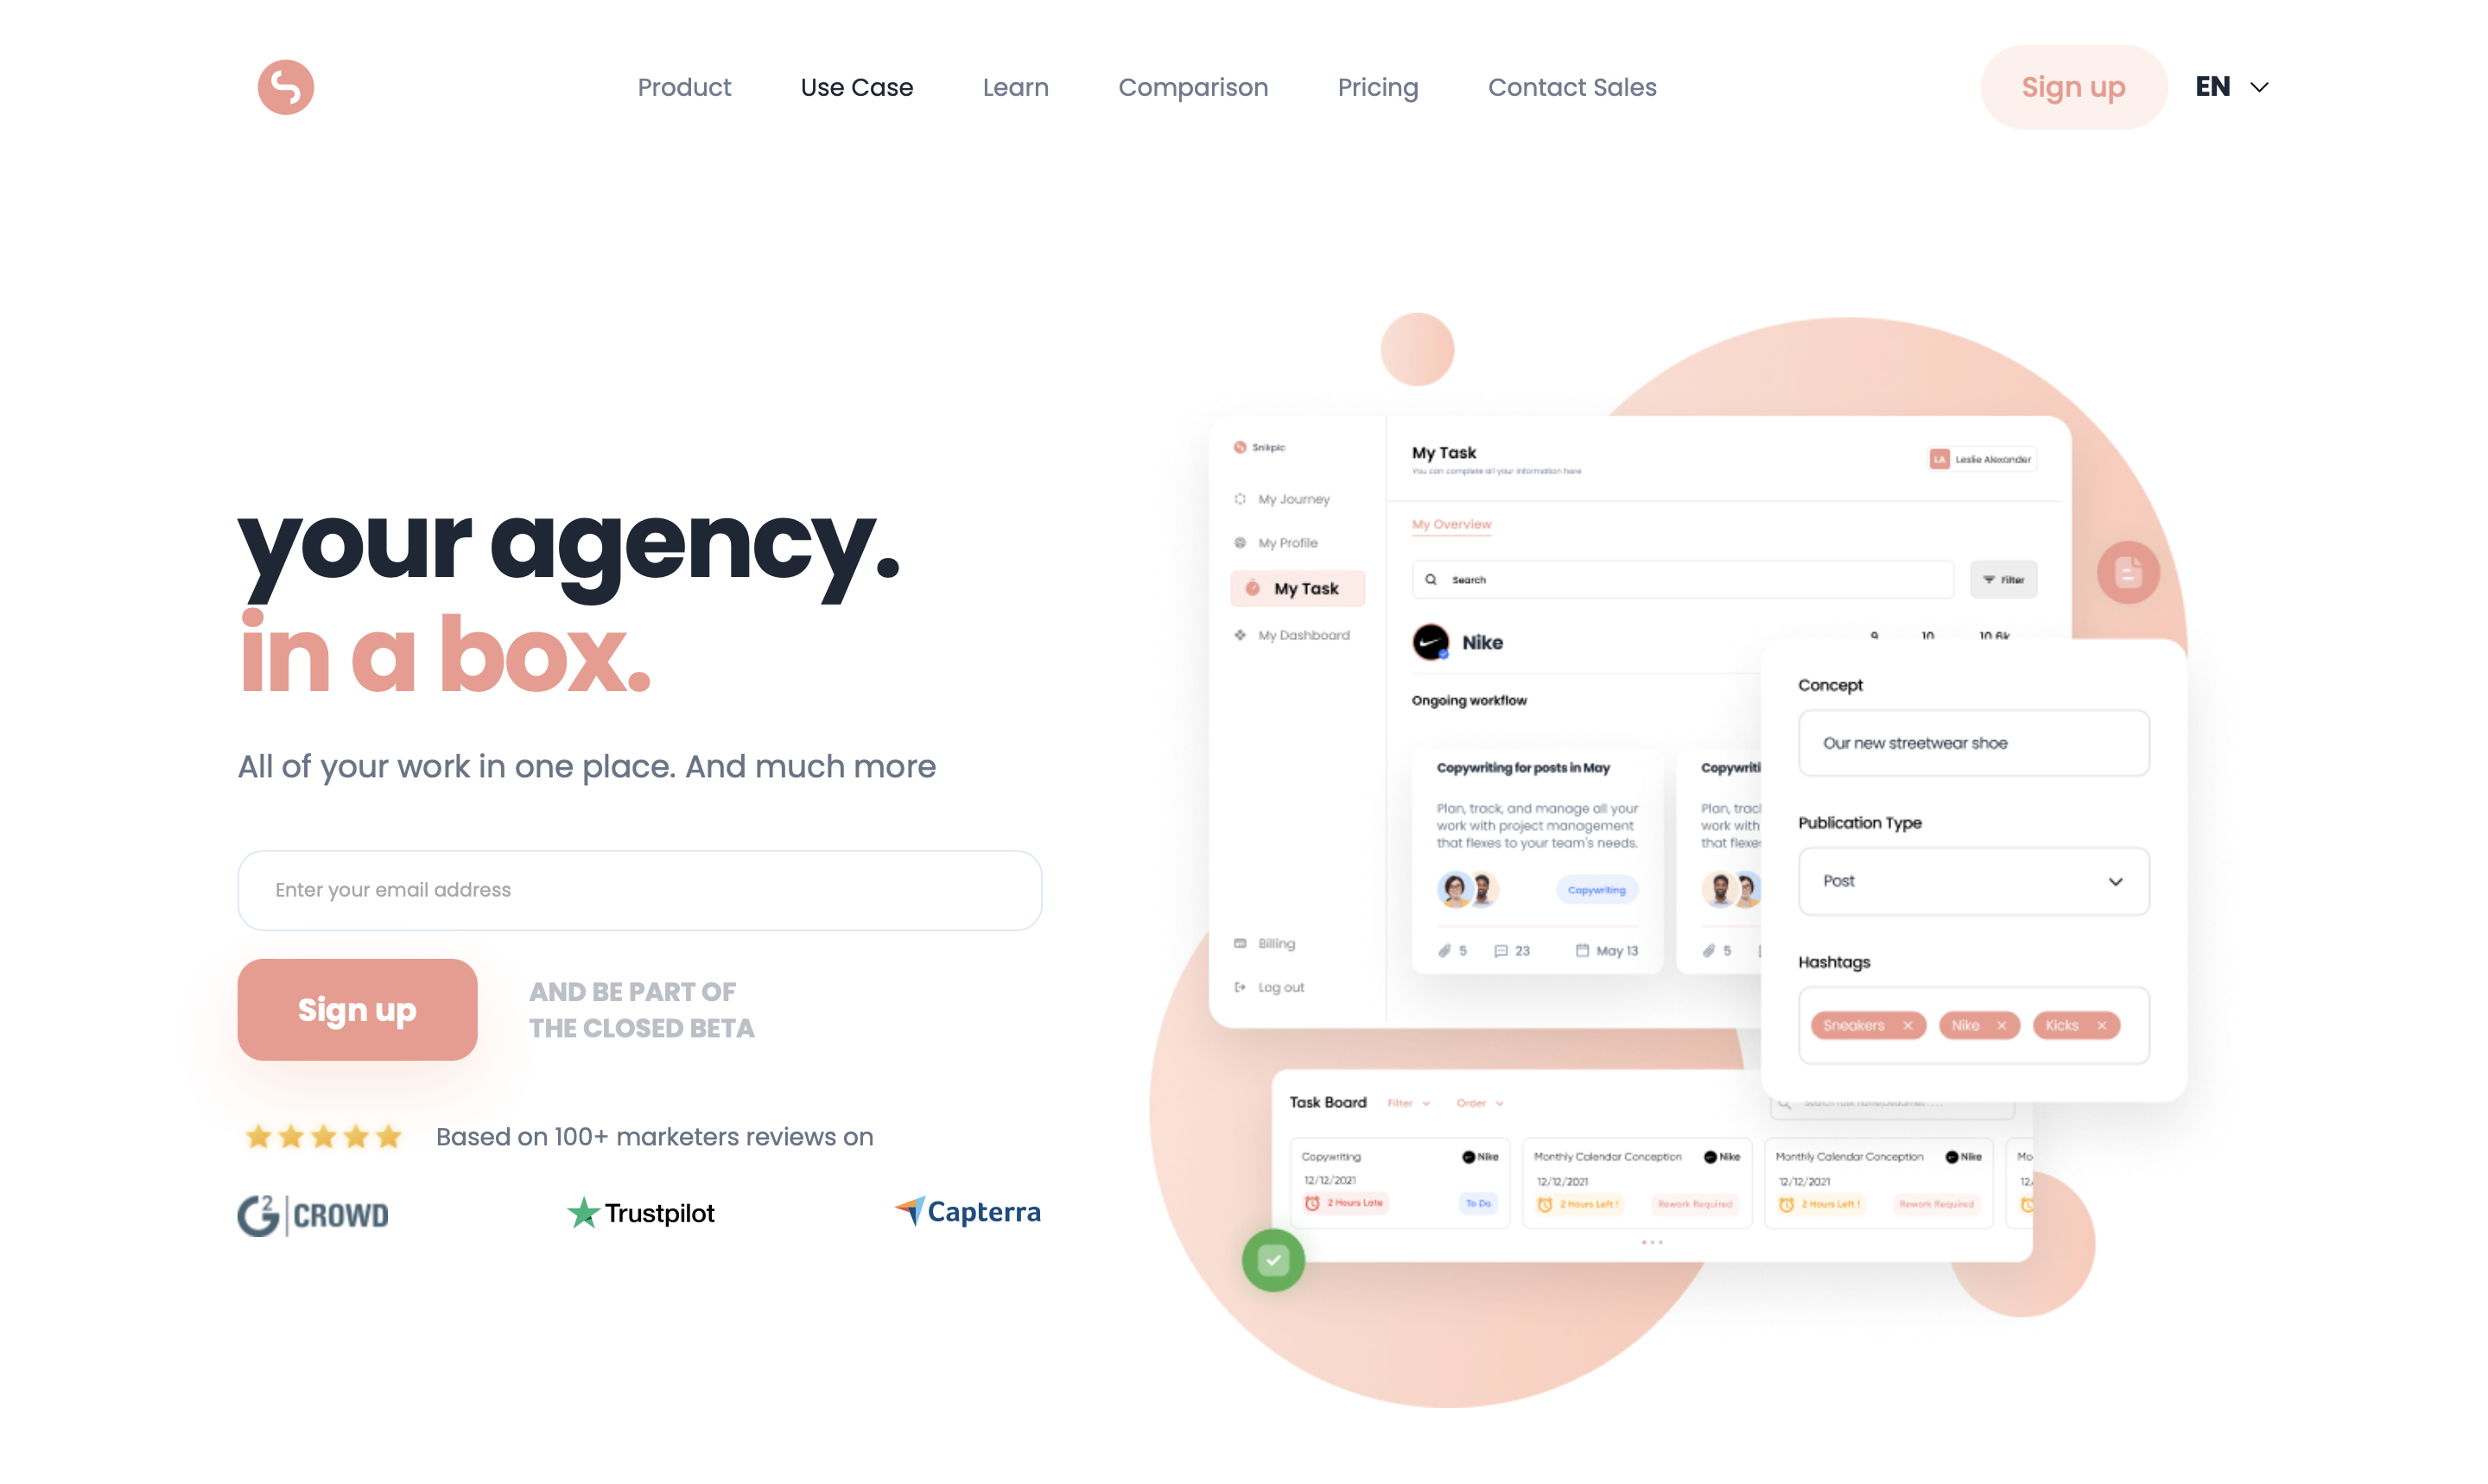 Product Use Case Learn Comparison Pricing Contact Sales Sign up EN
your agency.
in a box.
All of your work in one place. And much more
Enter your email address
Sign up
AND BE PART OF
THE CLOSED BETA
Based on 100+ marketers reviews on
G2 CROWD
Trustpilot
Capterra
Snikpic
My Journey
My Profile
My Task
My Dashboard
Billing
Log out
My Task
You can complete all your information here
LA Leslie Alexander
My Overview
Search
Filter
Nike
9 10 10.6k
Ongoing workflow
Copywriting for posts in May
Plan, track, and manage all your
work with project management
that flexes to your team's needs.
Copywriting
5 23 May 13
Copywriti
Plan, trac
work with
that flexe
5
Concept
Our new streetwear shoe
Publication Type
Post
Hashtags
Sneakers × Nike × Kicks ×
Task Board Filter Order
Copywriting Nike
12/12/2021
2 Hours Late To Do
Monthly Calendar Conception Nike
12/12/2021
2 Hours Left ! Rework Required
Monthly Calendar Conception Nike
12/12/2021
2 Hours Left ! Rework Required
Mo
12